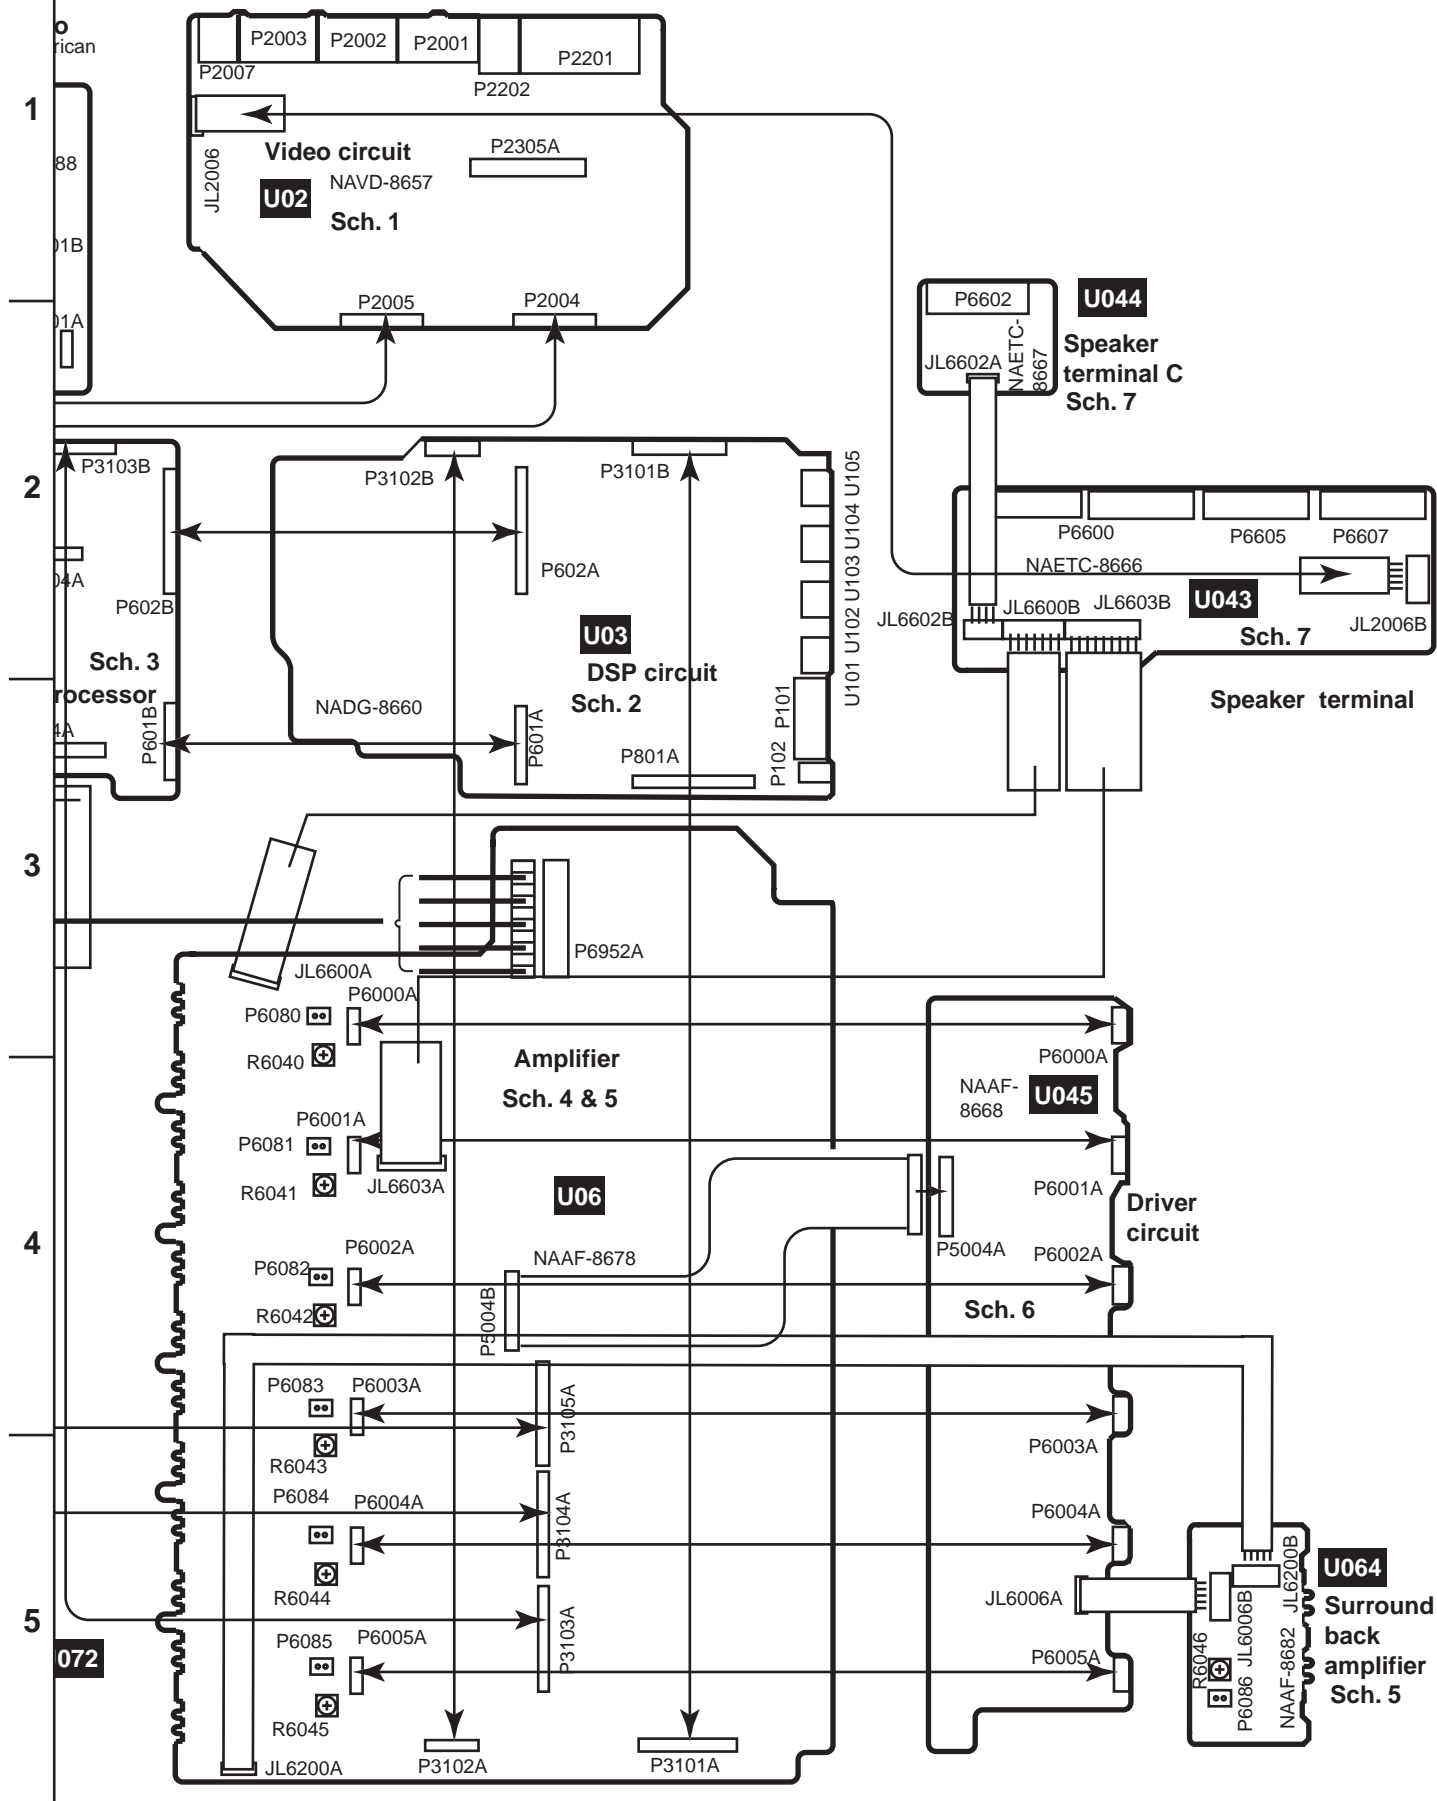 o
rican
P2003
P2002
P2001
P2201
P2007
P2202
1
88
Video circuit
P2305A
JL2006
NAVD-8657
U02
Sch. 1
01B
01A
P2005
P2004
P6602
U044
Speaker
terminal C
Sch. 7
JL6602A
NAETC-
8667
P3103B
P3102B
P3101B
2
U101 U102 U103 U104 U105
P6600
P6605
P6607
04A
P602A
NAETC-8666
P602B
U03
JL6602B
JL6600B
JL6603B
U043
JL2006B
Sch. 7
Sch. 3
rocessor
DSP circuit
Sch. 2
NADG-8660
Speaker terminal
4A
P601B
P601A
P801A
P101
P102
3
P6952A
JL6600A
P6080
P6000A
R6040
Amplifier
Sch. 4 & 5
P6000A
NAAF-
8668
U045
P6001A
P6081
R6041
JL6603A
U06
P6001A
Driver
circuit
4
P6002A
P6082
NAAF-8678
P5004A
P6002A
R6042
P5004B
Sch. 6
P6083
P6003A
P3105A
R6043
P6003A
P6084
P6004A
P3104A
P6004A
R6044
JL6006A
JL6200B
U064
Surround
back
amplifier
Sch. 5
5
072
P6085
P6005A
P3103A
P6005A
R6046
JL6006B
P6086
NAAF-8682
R6045
JL6200A
P3102A
P3101A